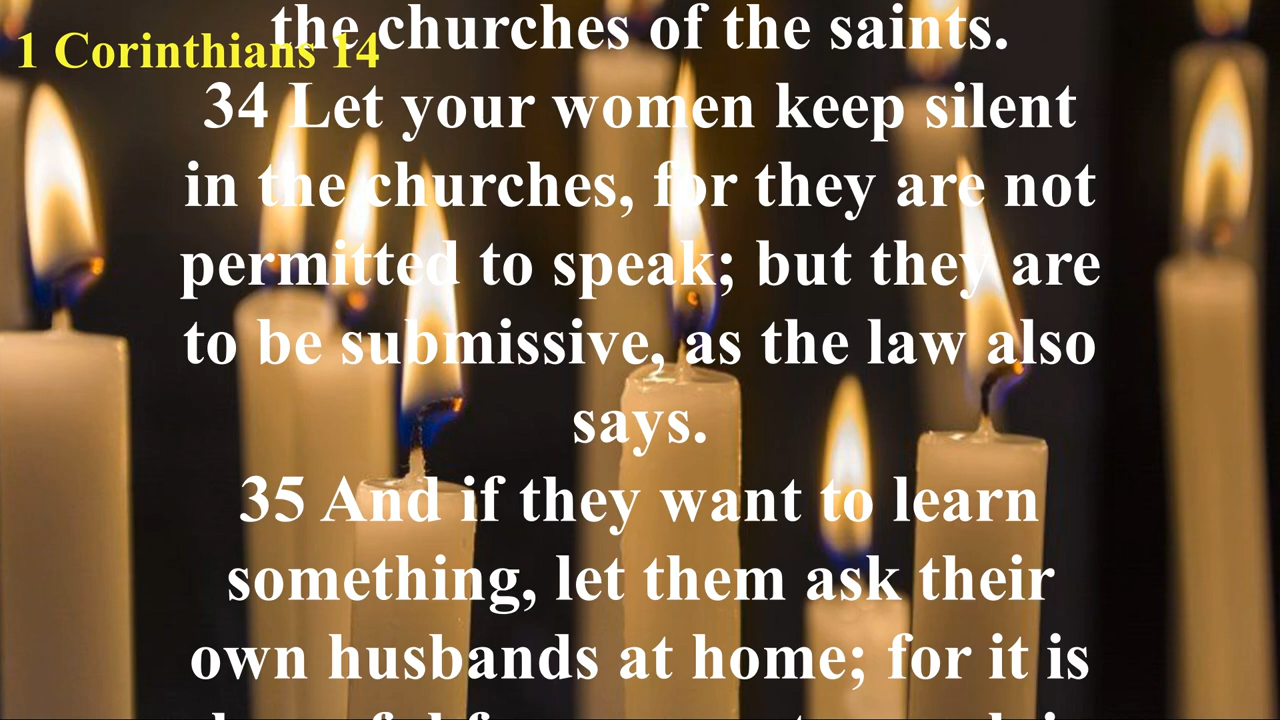 the churches of the saints.
1 Corinthians 14
34 Let your women keep silent
in the churches, for they are not
permitted to speak; but they are
to be submissive, as the law also
says.
35 And if they want to learn
something, let them ask their
own husbands at home; for it is